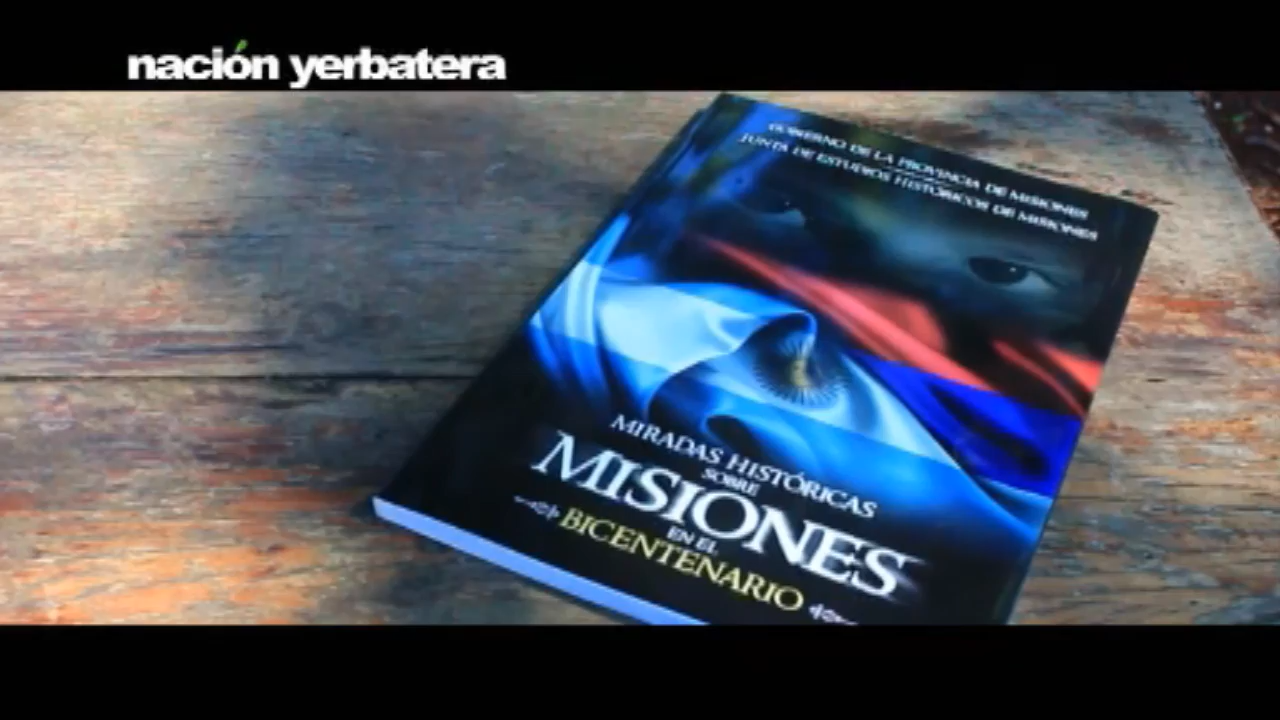 nación yerbatera
GOBIERNO DE LA PROVINCIA DE MISIONES
JUNTA DE ESTUDIOS HISTÓRICOS DE MISIONES
MIRADAS HISTÓRICAS
SOBRE
MISIONES
EN EL
BICENTENARIO